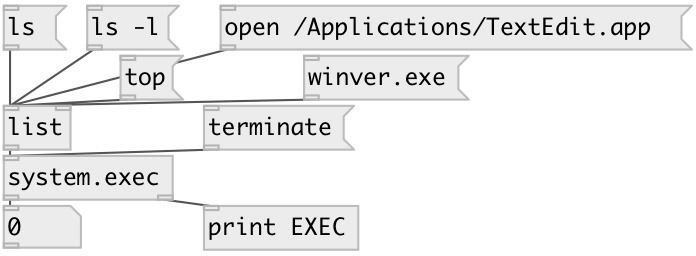 ls
ls -l
open /Applications/TextEdit.app
top
winver.exe
list
terminate
system.exec
0
print EXEC